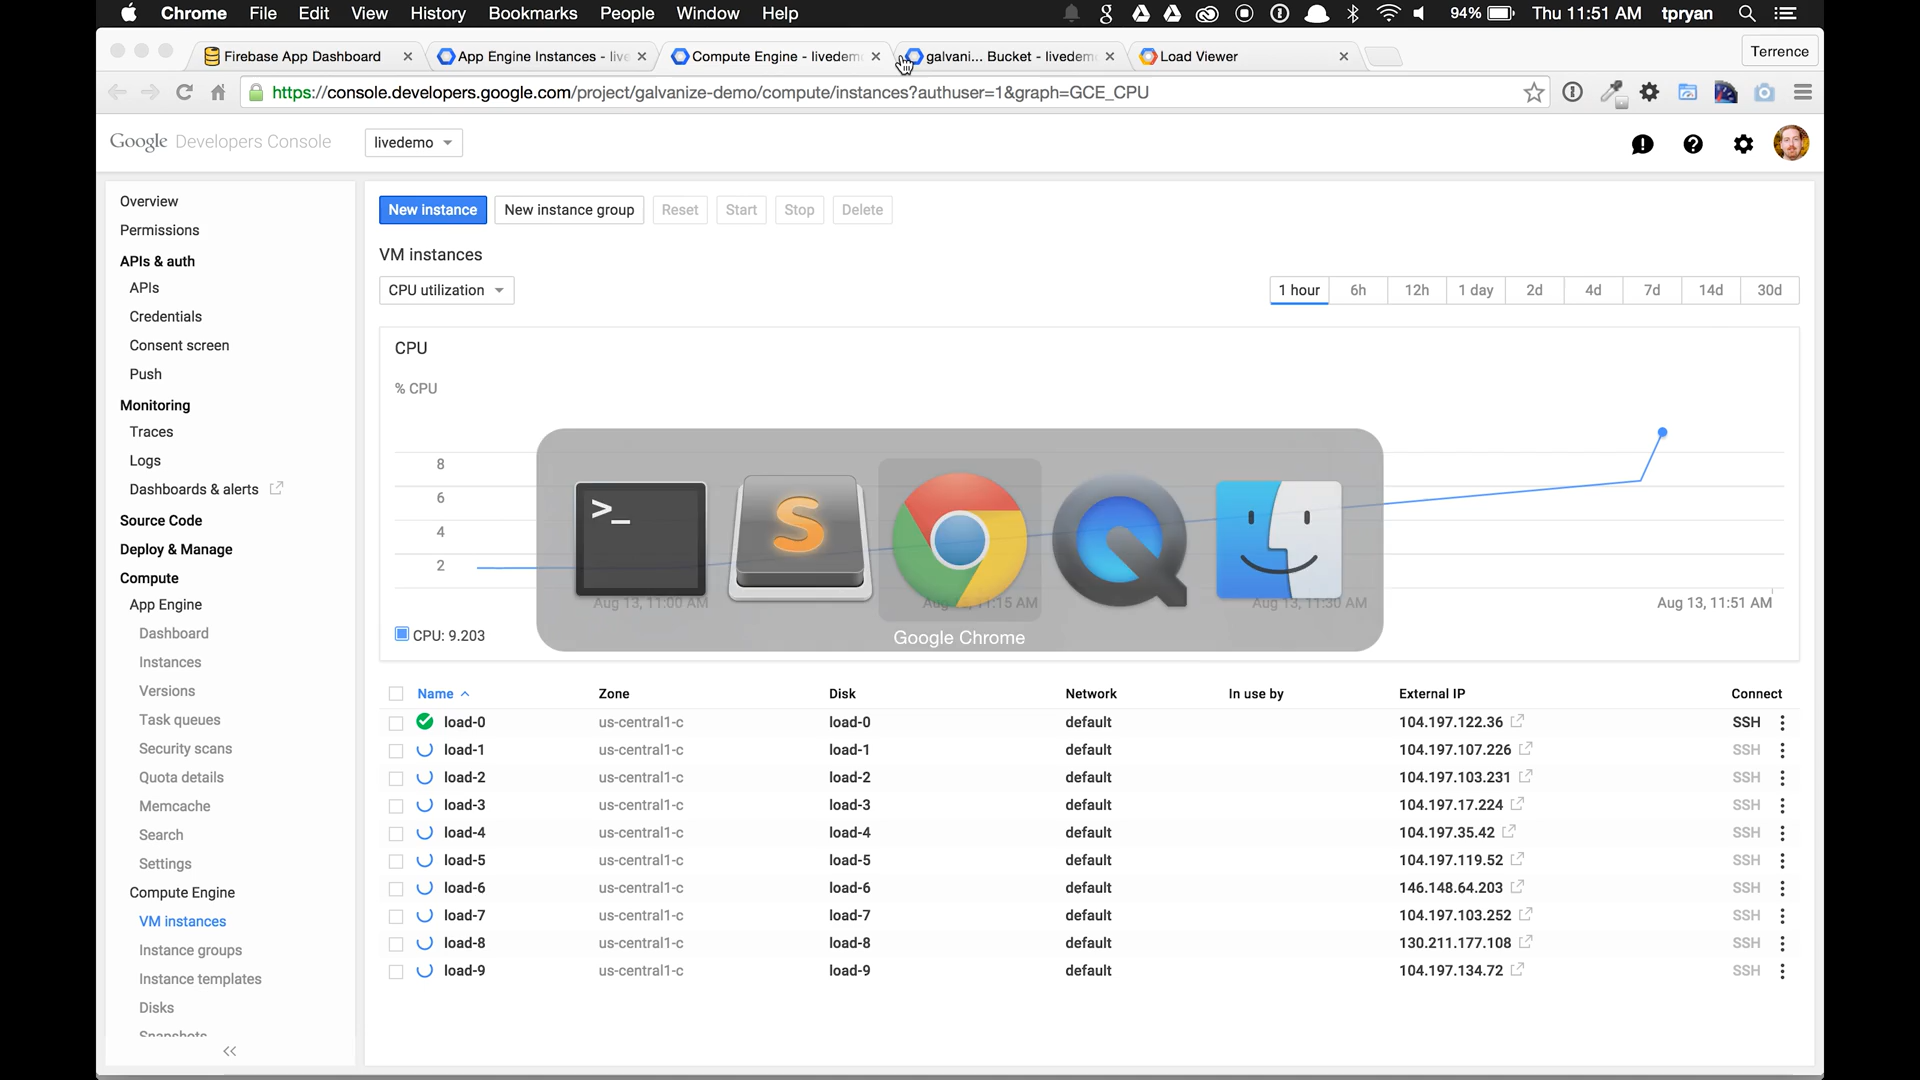 Chrome File Edit View History Bookmarks People Window Help 94% Thu 11:51 AM tpryan
Firebase App Dashboard App Engine Instances - live Compute Engine - livedem galvani... Bucket - livedem Load Viewer Terrence
https://console.developers.google.com/project/galvanize-demo/compute/instances?authuser=1&graph=GCE_CPU
Google Developers Console livedemo
Overview
Permissions
APIs & auth
APIs
Credentials
Consent screen
Push
Monitoring
Traces
Logs
Dashboards & alerts
Source Code
Deploy & Manage
Compute
App Engine
Dashboard
Instances
Versions
Task queues
Security scans
Quota details
Memcache
Search
Settings
Compute Engine
VM instances
Instance groups
Instance templates
Disks
Snapshots
New instance New instance group Reset Start Stop Delete
VM instances
CPU utilization 1 hour 6h 12h 1 day 2d 4d 7d 14d 30d
CPU
% CPU
8
6
4
2
Aug 13, 11:00 AM Aug 13, 11:15 AM Aug 13, 11:30 AM Aug 13, 11:51 AM
CPU: 9.203
>_ S
Google Chrome
Name Zone Disk Network In use by External IP Connect
load-0 us-central1-c load-0 default 104.197.122.36 SSH
load-1 us-central1-c load-1 default 104.197.107.226 SSH
load-2 us-central1-c load-2 default 104.197.103.231 SSH
load-3 us-central1-c load-3 default 104.197.17.224 SSH
load-4 us-central1-c load-4 default 104.197.35.42 SSH
load-5 us-central1-c load-5 default 104.197.119.52 SSH
load-6 us-central1-c load-6 default 146.148.64.203 SSH
load-7 us-central1-c load-7 default 104.197.103.252 SSH
load-8 us-central1-c load-8 default 130.211.177.108 SSH
load-9 us-central1-c load-9 default 104.197.134.72 SSH